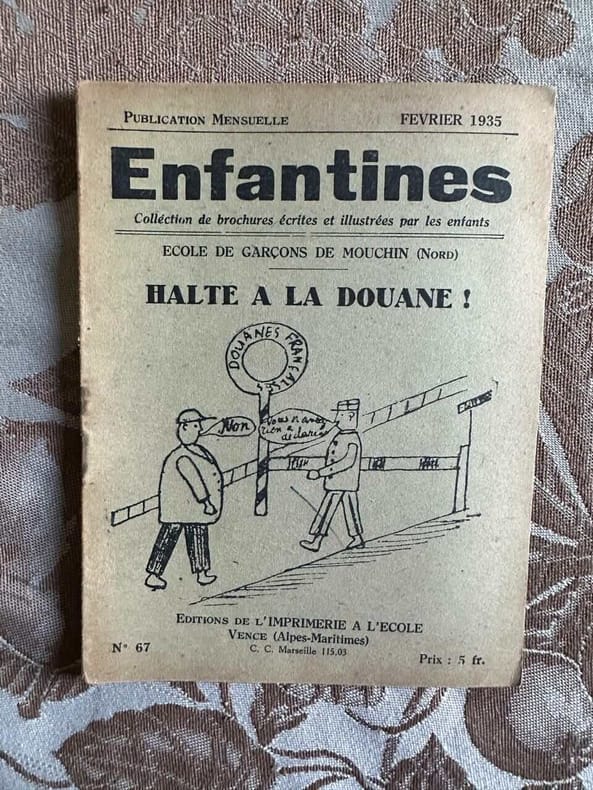 PUBLICATION MENSUELLE FEVRIER 1935
Enfantines
Collection de brochures écrites et illustrées par les enfants
ECOLE DE GARÇONS DE MOUCHIN (NORD)
HALTE A LA DOUANE !
DOUANES FRANÇAISES
Non
Vous n'avez
rien a
déclarer
EDITIONS DE L'IMPRIMERIE A L'ECOLE
VENCE (Alpes-Maritimes)
C. C. Marseille 115.03
N° 67
Prix : 5 fr.